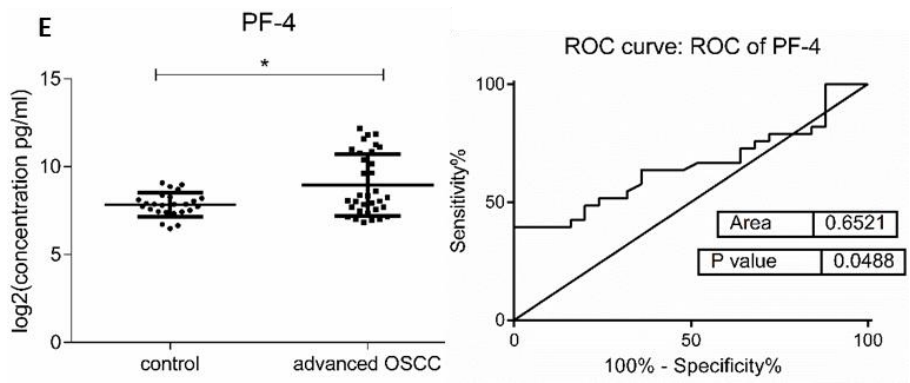 E
PF-4
*
log2(concentration pg/ml)
15
10
5
0
control
advanced OSCC
ROC curve: ROC of PF-4
Sensitivity%
100
50
0
Area 0.6521
P value 0.0488
0
50
100
100% - Specificity%